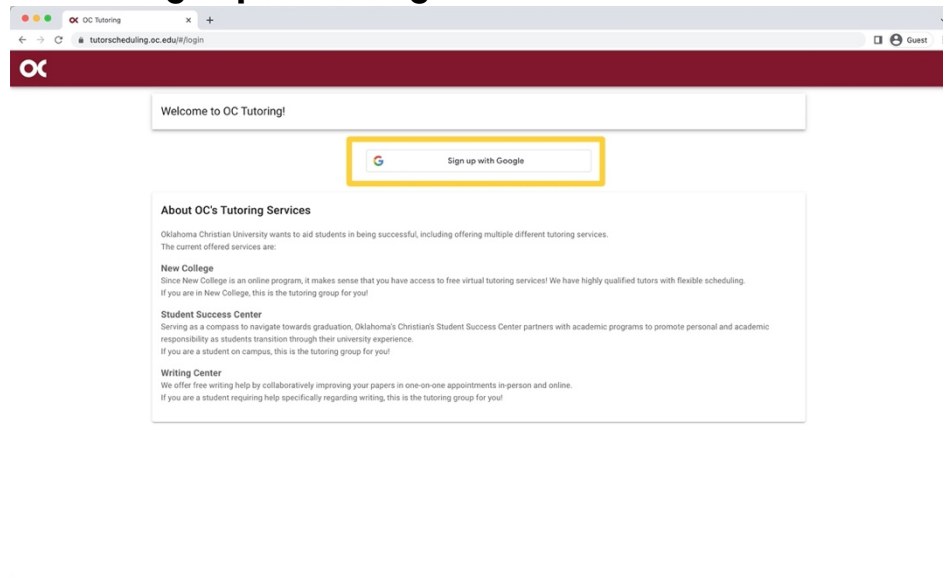 OC OC Tutoring
tutorscheduling.oc.edu/#/login
Guest
OC
Welcome to OC Tutoring!
Sign up with Google
About OC's Tutoring Services
Oklahoma Christian University wants to aid students in being successful, including offering multiple different tutoring services.
The current offered services are:
New College
Since New College is an online program, it makes sense that you have access to free virtual tutoring services! We have highly qualified tutors with flexible scheduling.
If you are in New College, this is the tutoring group for you!
Student Success Center
Serving as a compass to navigate towards graduation, Oklahoma's Christian's Student Success Center partners with academic programs to promote personal and academic
responsibility as students transition through their university experience.
If you are a student on campus, this is the tutoring group for you!
Writing Center
We offer free writing help by collaboratively improving your papers in one-on-one appointments in-person and online.
If you are a student requiring help specifically regarding writing, this is the tutoring group for you!